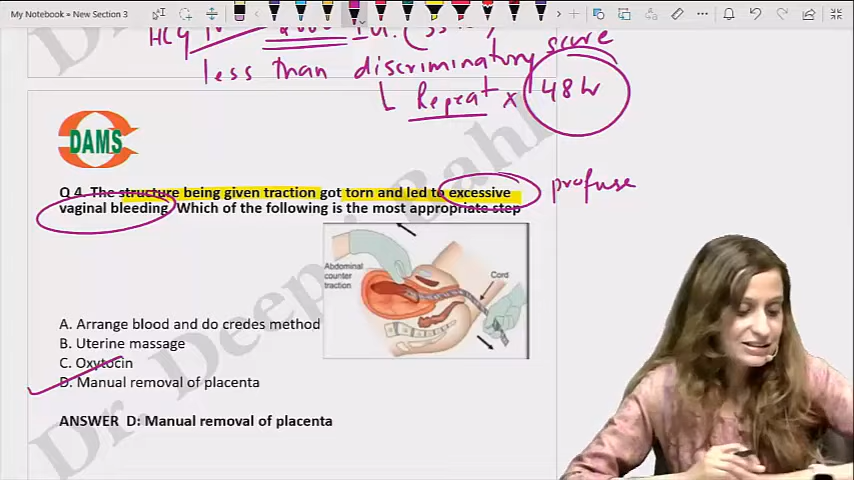 My Notebook » New Section 3
HCG
less than discriminatory score
Repeat x 48 hr
DAMS
Q 4. The structure being given traction got torn and led to excessive
vaginal bleeding. Which of the following is the most appropriate step
profuse
Abdominal
counter
traction
Cord
A. Arrange blood and do credes method
B. Uterine massage
C. Oxytocin
D. Manual removal of placenta
ANSWER D: Manual removal of placenta